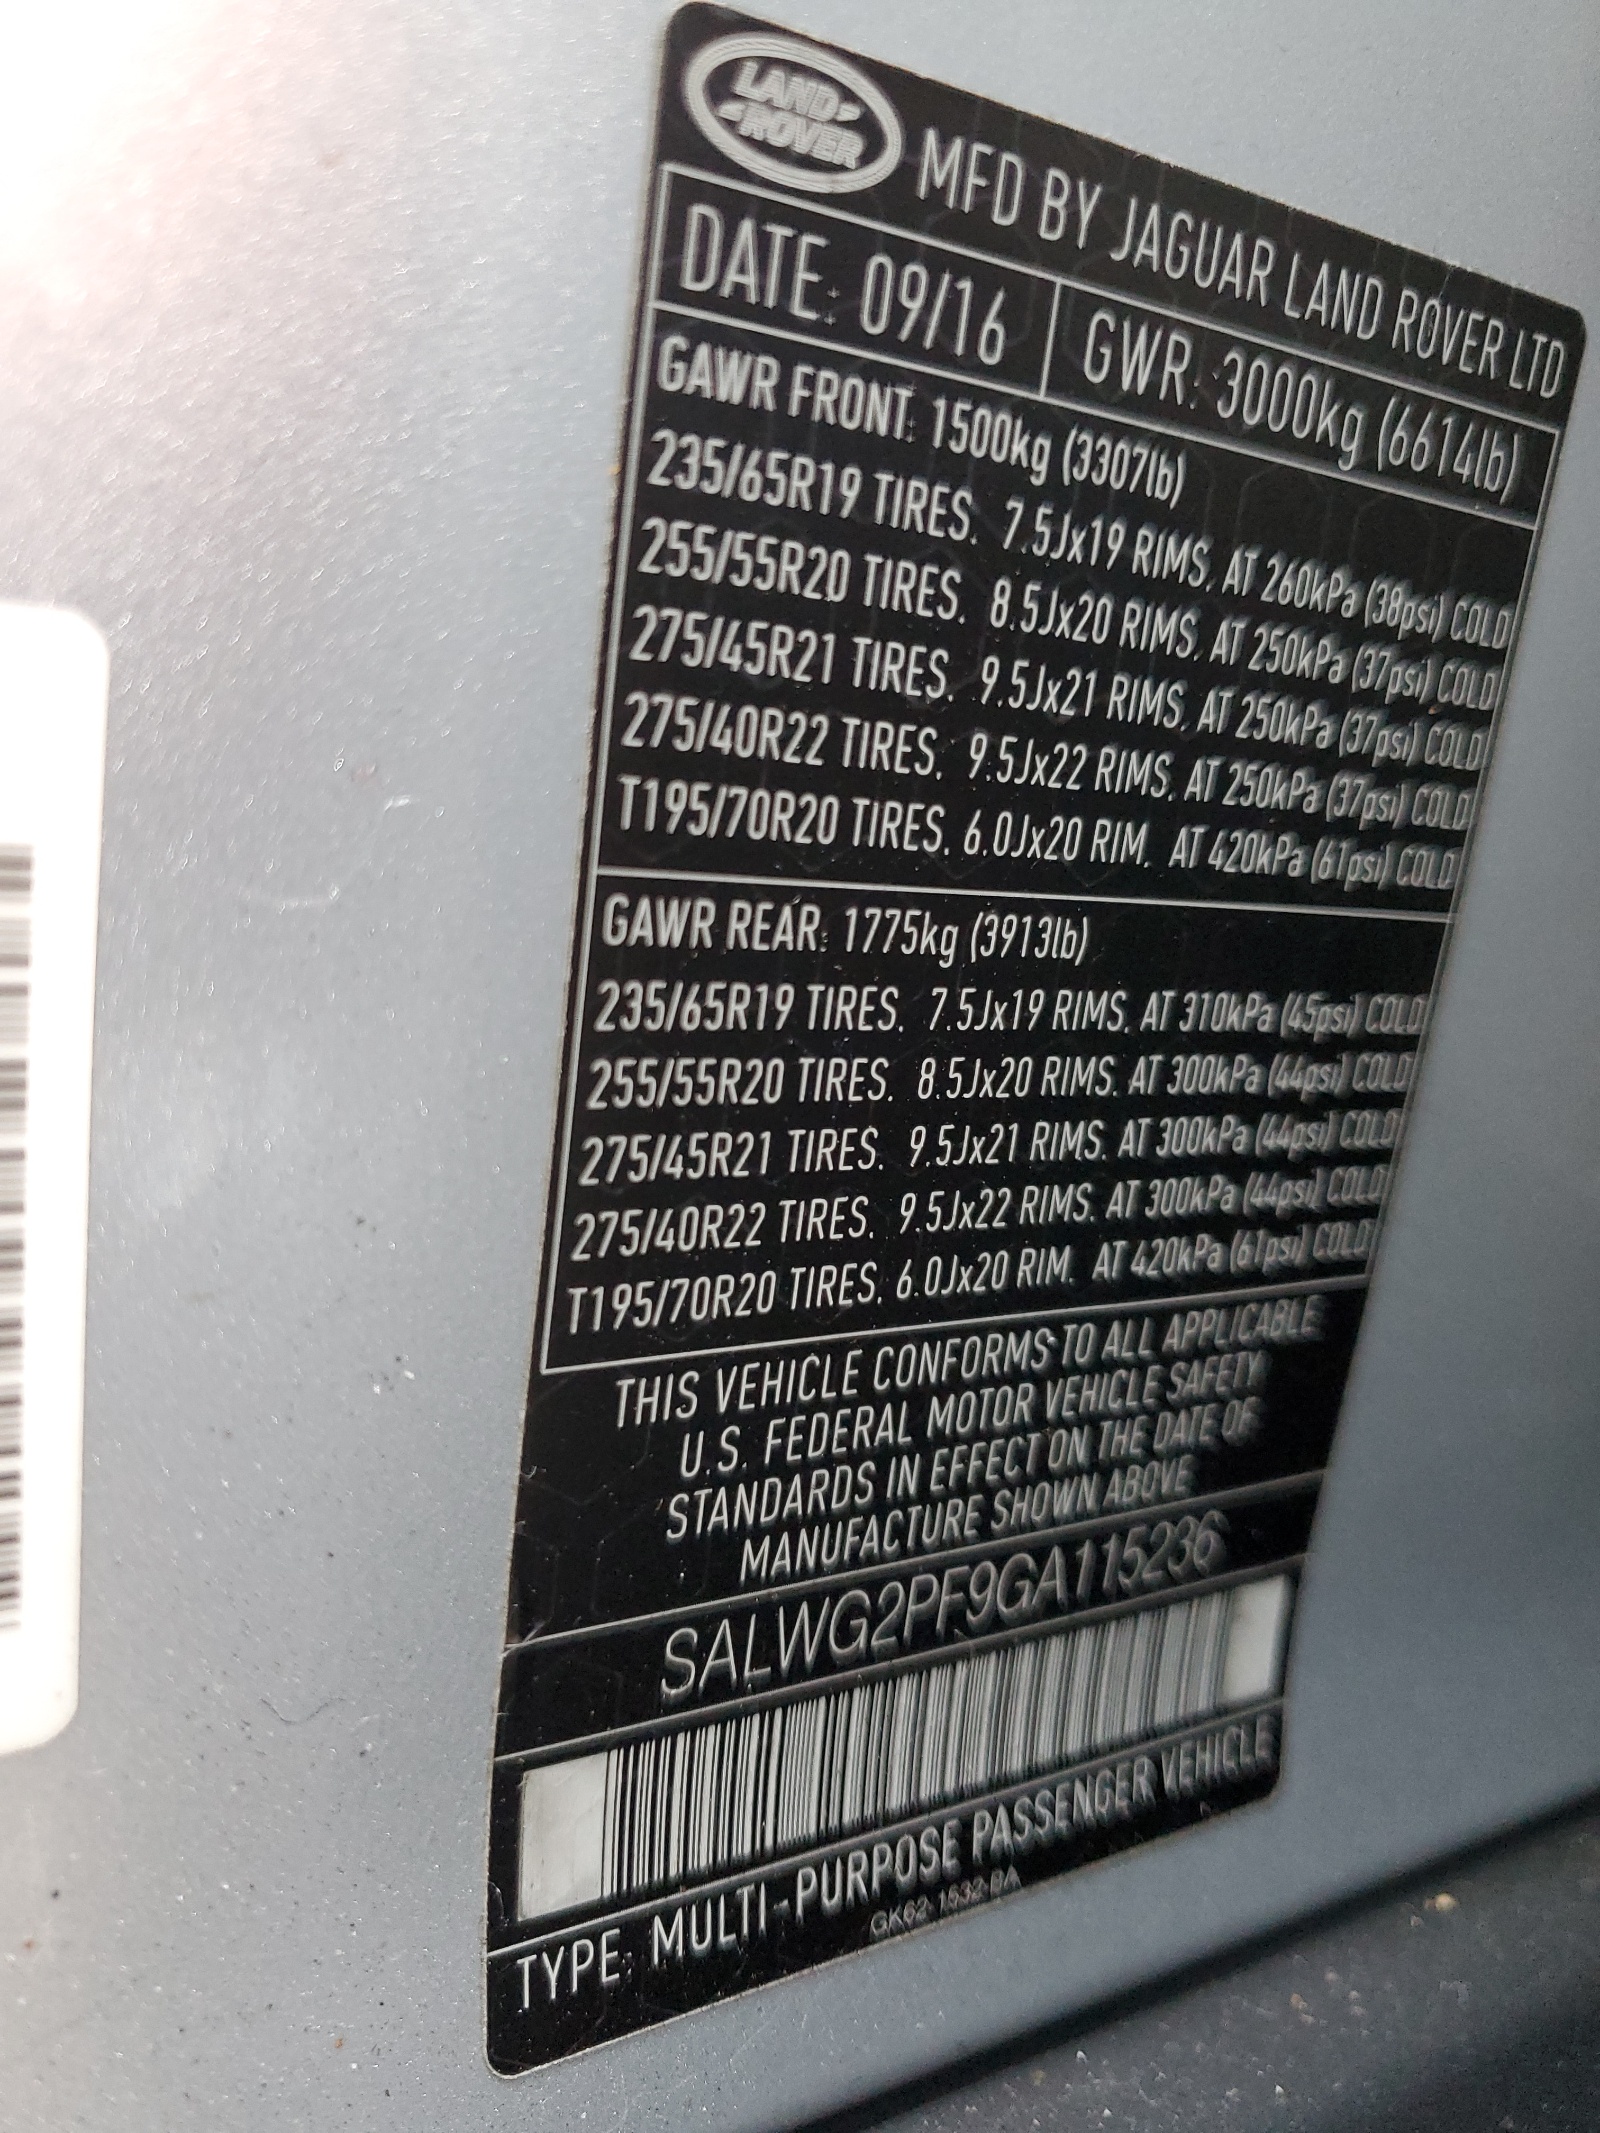 LAND
ROVER
MFD BY JAGUAR LAND ROVER LTD
DATE: 09/16
GWR: 3000kg (6614lb)
GAWR FRONT: 1500kg (3307lb)
235/65R19 TIRES. 7.5Jx19 RIMS. AT 260kPa (38psi) COLD
255/55R20 TIRES. 8.5Jx20 RIMS. AT 250kPa (37psi) COLD
275/45R21 TIRES. 9.5Jx21 RIMS. AT 250kPa (37psi) COLD
275/40R22 TIRES. 9.5Jx22 RIMS. AT 250kPa (37psi) COLD
T195/70R20 TIRES. 6.0Jx20 RIM. AT 420kPa (61psi) COLD
GAWR REAR: 1775kg (3913lb)
235/65R19 TIRES. 7.5Jx19 RIMS. AT 310kPa (45psi) COLD
255/55R20 TIRES. 8.5Jx20 RIMS. AT 300kPa (44psi) COLD
275/45R21 TIRES. 9.5Jx21 RIMS. AT 300kPa (44psi) COLD
275/40R22 TIRES. 9.5Jx22 RIMS. AT 300kPa (44psi) COLD
T195/70R20 TIRES. 6.0Jx20 RIM. AT 420kPa (61psi) COLD
THIS VEHICLE CONFORMS TO ALL APPLICABLE
U.S. FEDERAL MOTOR VEHICLE SAFETY
STANDARDS IN EFFECT ON THE DATE OF
MANUFACTURE SHOWN ABOVE
SALWG2PF9GA115236
TYPE: MULTI-PURPOSE PASSENGER VEHICLE
GK62-1532-BA